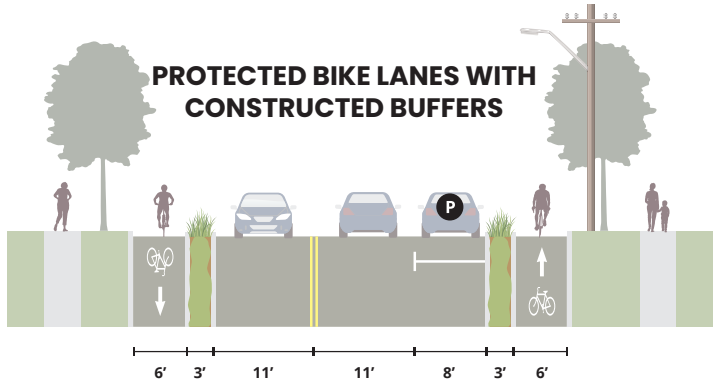 PROTECTED BIKE LANES WITH
CONSTRUCTED BUFFERS
P
6’ 3’ 11’ 11’ 8’ 3’ 6’